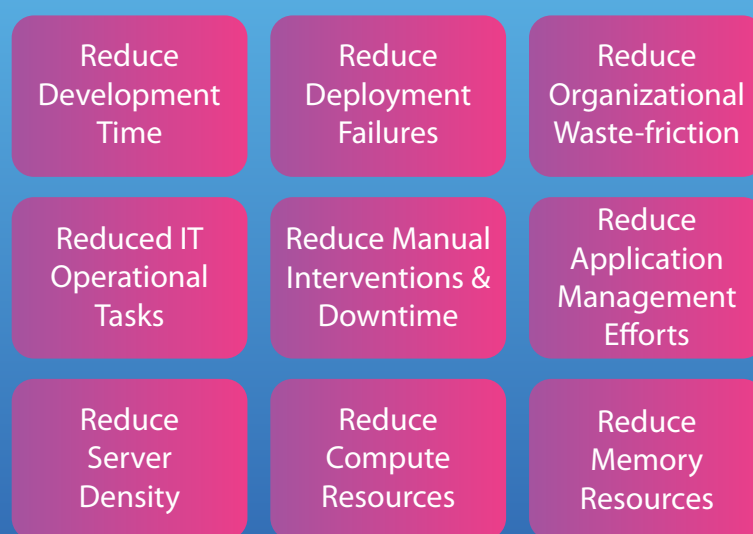 Reduce
Development
Time
Reduce
Deployment
Failures
Reduce
Organizational
Waste-friction
Reduced IT
Operational
Tasks
Reduce Manual
Interventions &
Downtime
Reduce
Application
Management
Efforts
Reduce
Server
Density
Reduce
Compute
Resources
Reduce
Memory
Resources